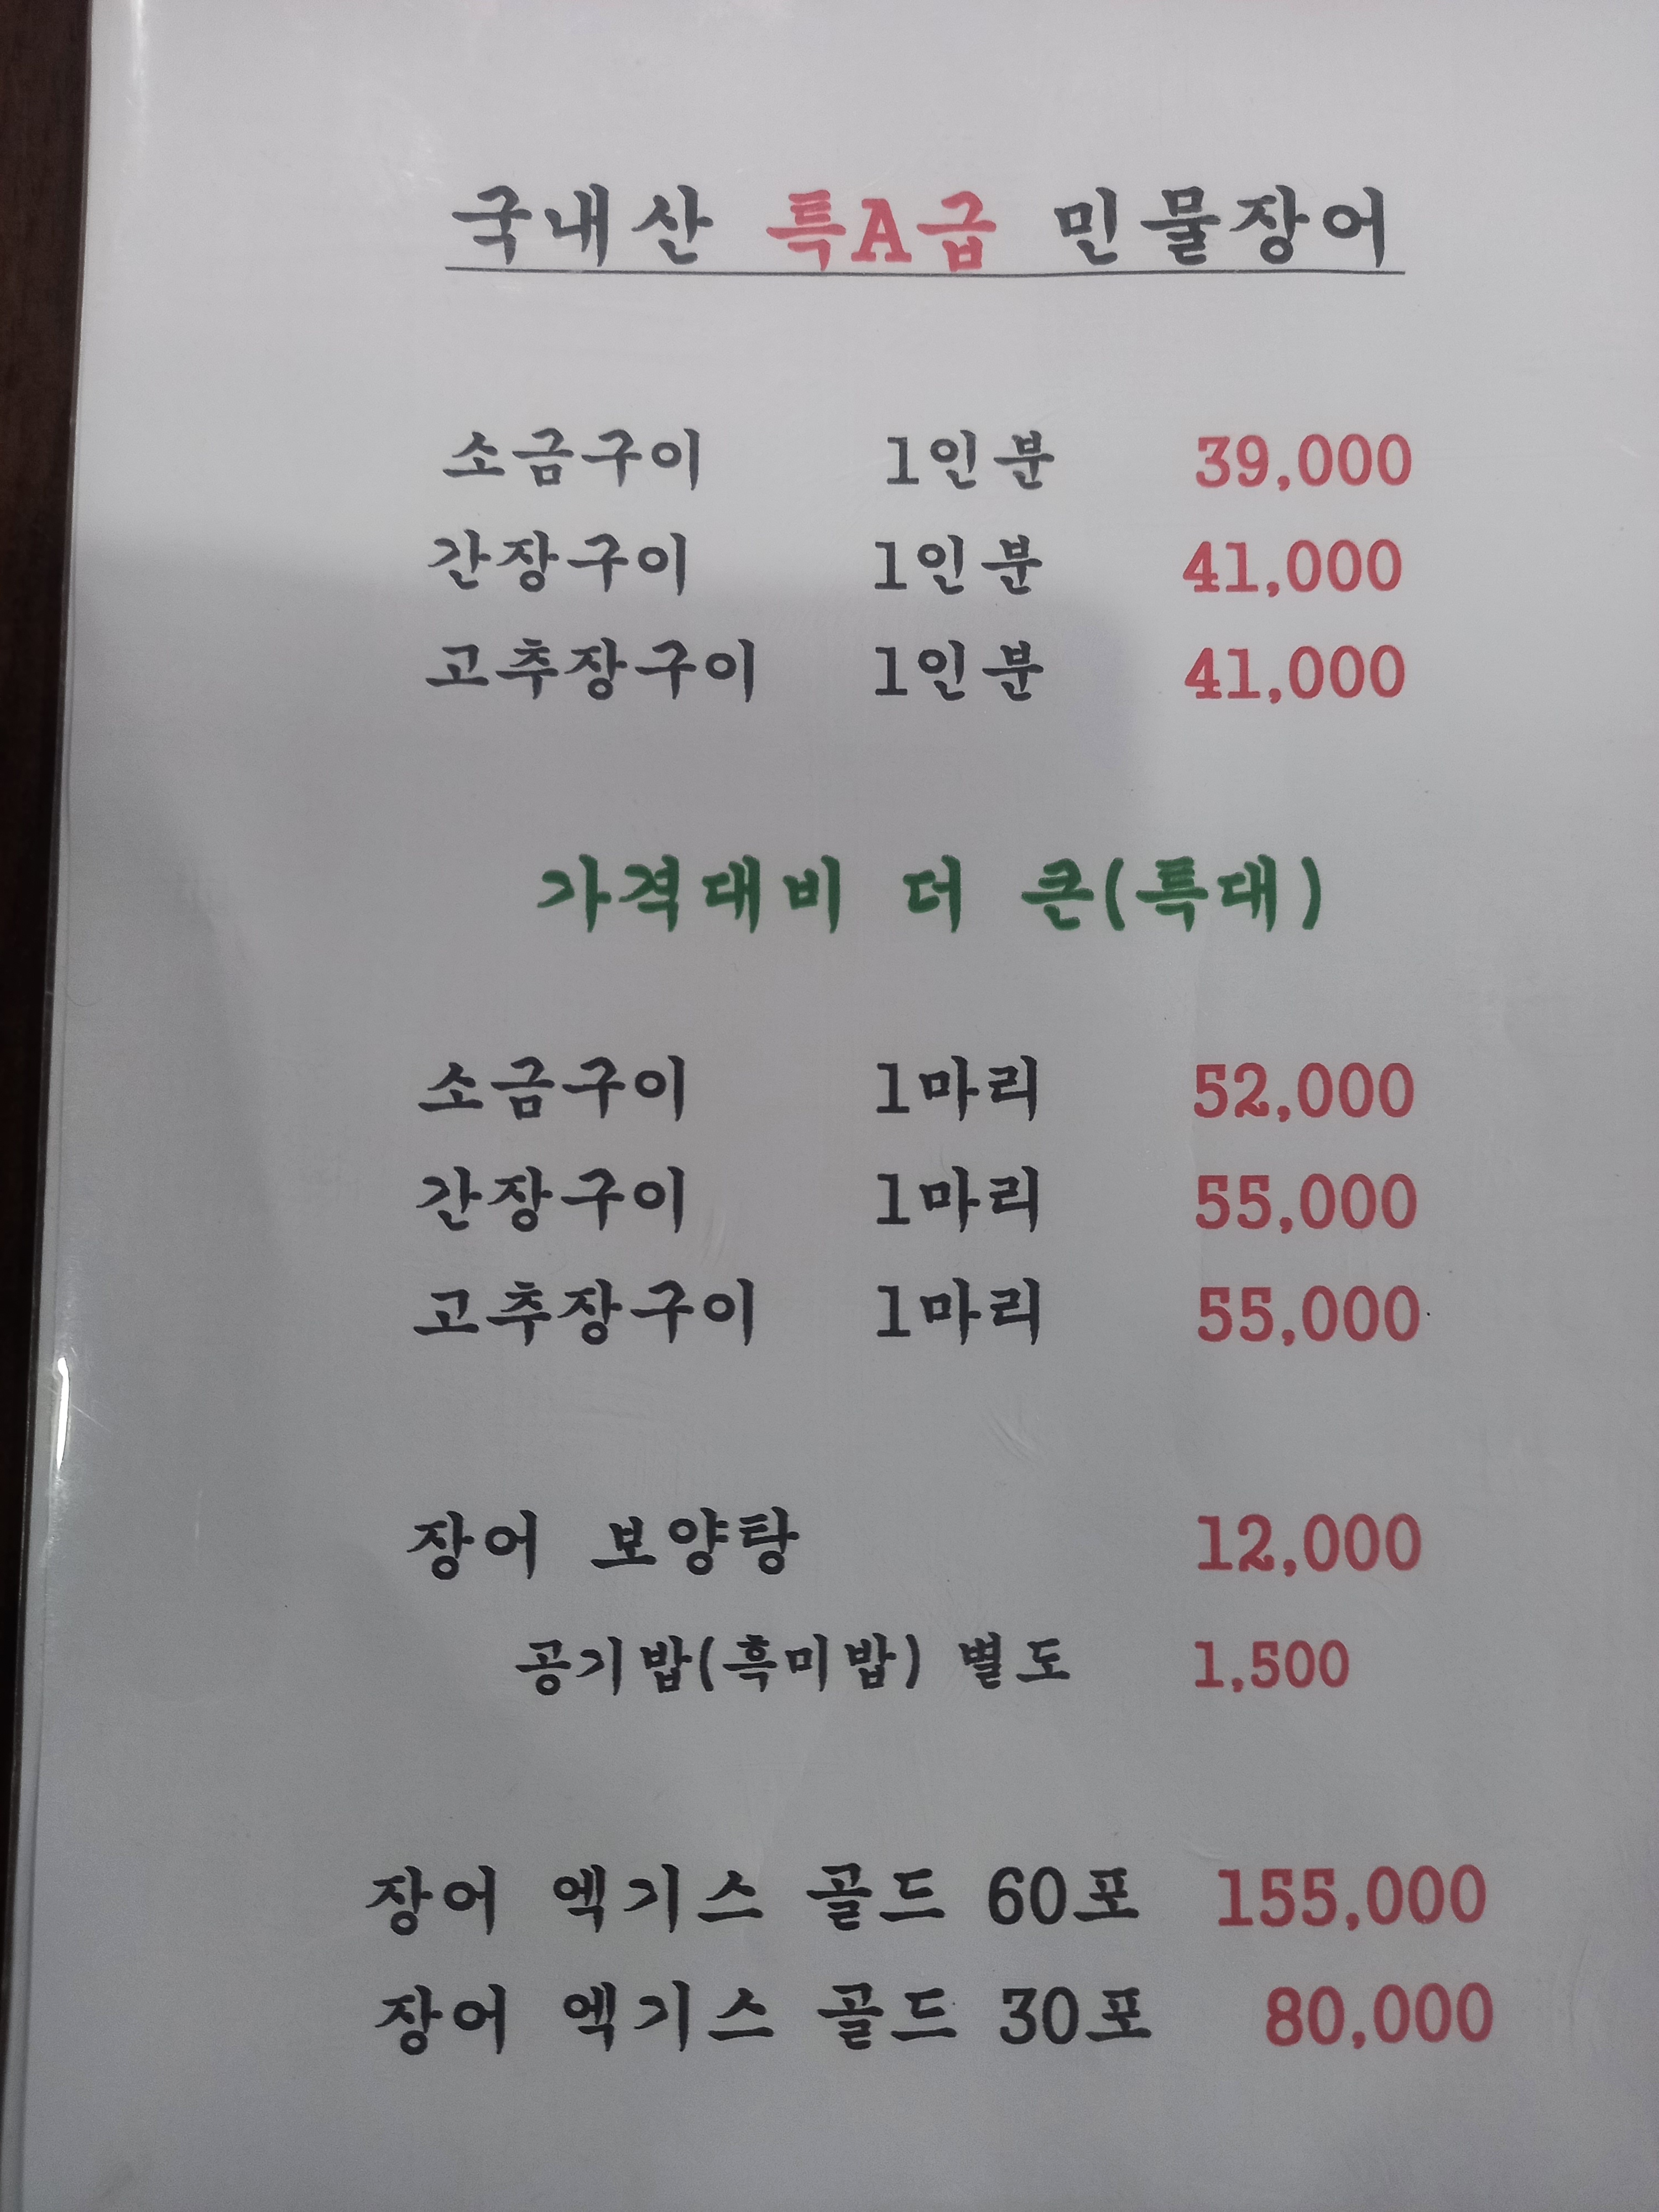 국내산 특A급 민물장어
소금구이 1인분 39,000
간장구이 1인분 41,000
고추장구이 1인분 41,000
가격대비 더 큰(특대)
소금구이 1마리 52,000
간장구이 1마리 55,000
고추장구이 1마리 55,000
장어 보양탕 12,000
공기밥(흑미밥) 별도 1,500
장어 엑기스 골드 60포 155,000
장어 엑기스 골드 30포 80,000